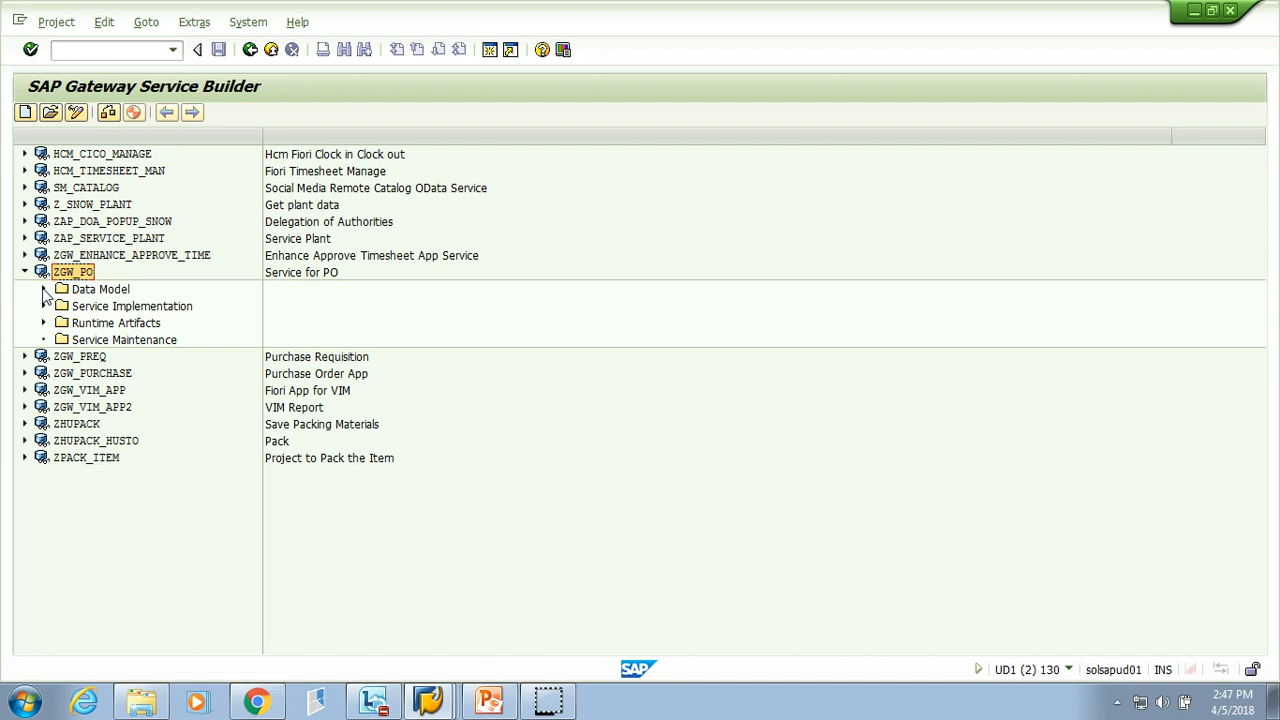 Project Edit Goto Extras System Help
SAP Gateway Service Builder
HCM_CICO_MANAGE Hcm Fiori Clock in Clock out
HCM_TIMESHEET_MAN Fiori Timesheet Manage
SM_CATALOG Social Media Remote Catalog OData Service
Z_SNOW_PLANT Get plant data
ZAP_DOA_POPUP_SNOW Delegation of Authorities
ZAP_SERVICE_PLANT Service Plant
ZGW_ENHANCE_APPROVE_TIME Enhance Approve Timesheet App Service
ZGW_PO Service for PO
Data Model
Service Implementation
Runtime Artifacts
Service Maintenance
ZGW_PREQ Purchase Requisition
ZGW_PURCHASE Purchase Order App
ZGW_VIM_APP Fiori App for VIM
ZGW_VIM_APP2 VIM Report
ZHUPACK Save Packing Materials
ZHUPACK_HUSTO Pack
ZPACK_ITEM Project to Pack the Item
SAP UD1 (2) 130 solsapud01 INS
2:47 PM
4/5/2018